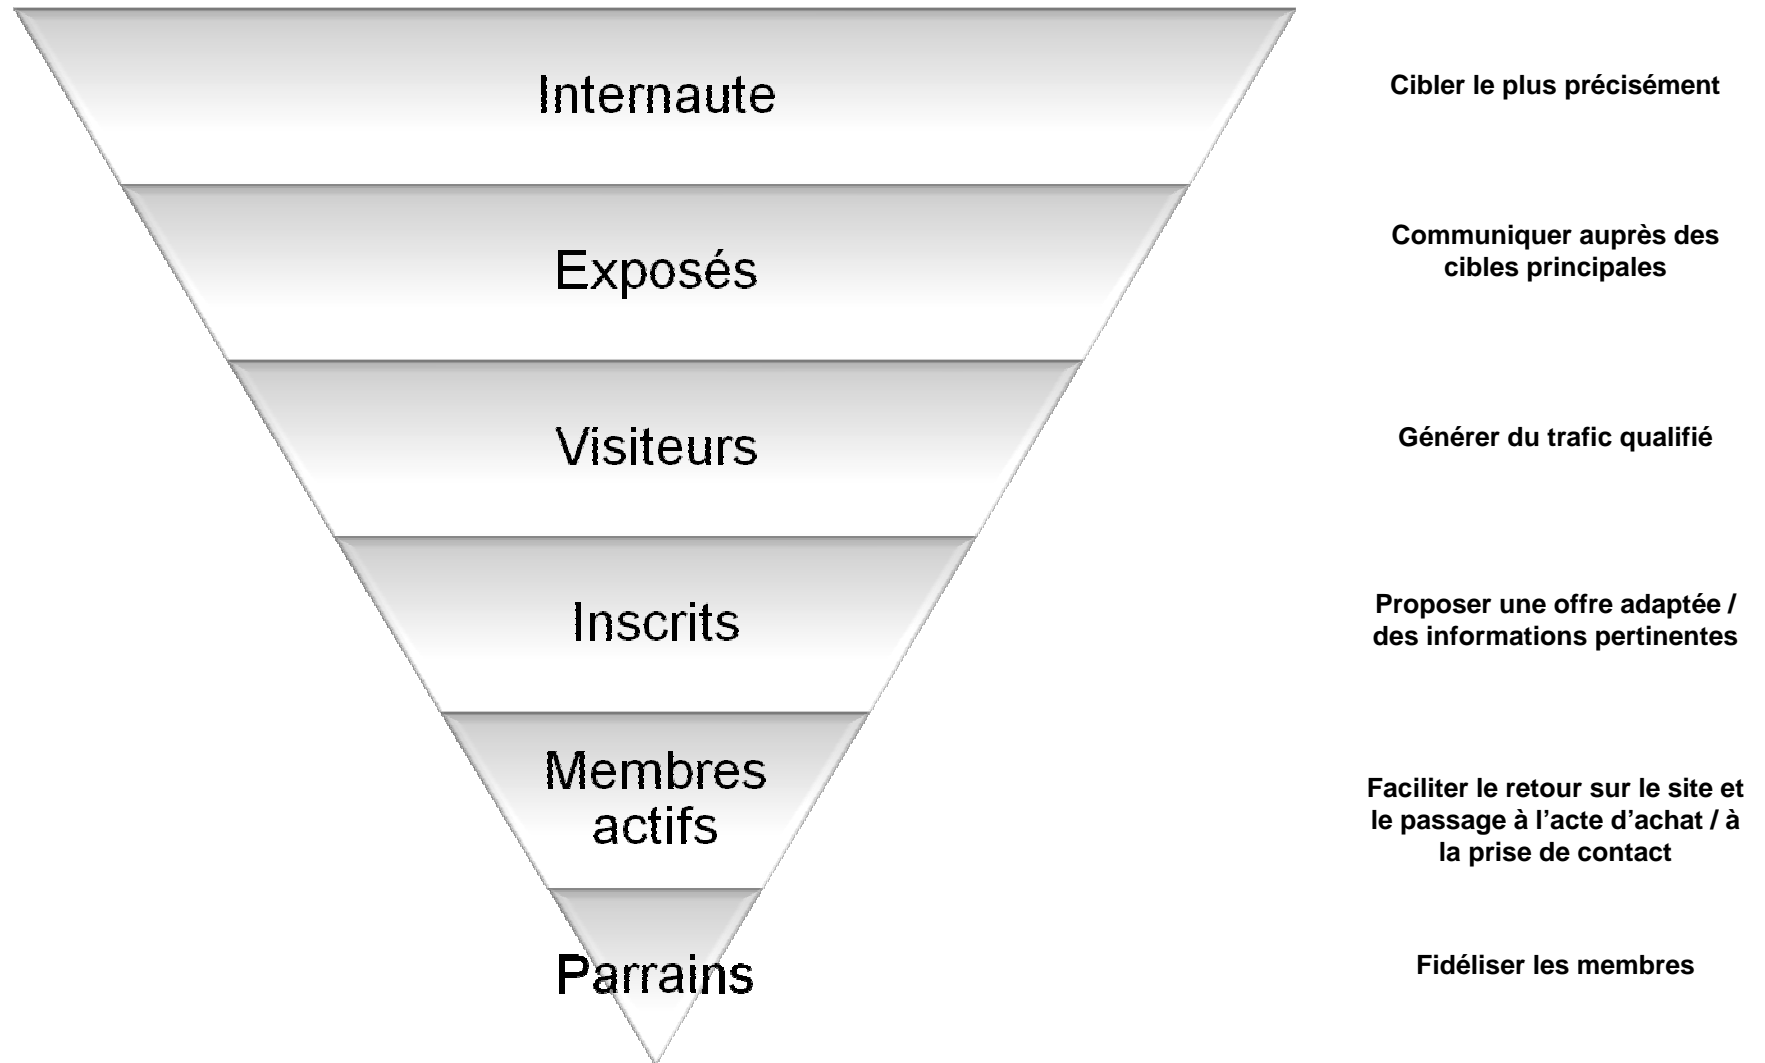 Internaute
Cibler le plus précisément
Exposés
Communiquer auprès des
cibles principales
Visiteurs
Générer du trafic qualifié
Inscrits
Proposer une offre adaptée /
des informations pertinentes
Membres
actifs
Faciliter le retour sur le site et
le passage à l’acte d’achat / à
la prise de contact
Parrains
Fidéliser les membres